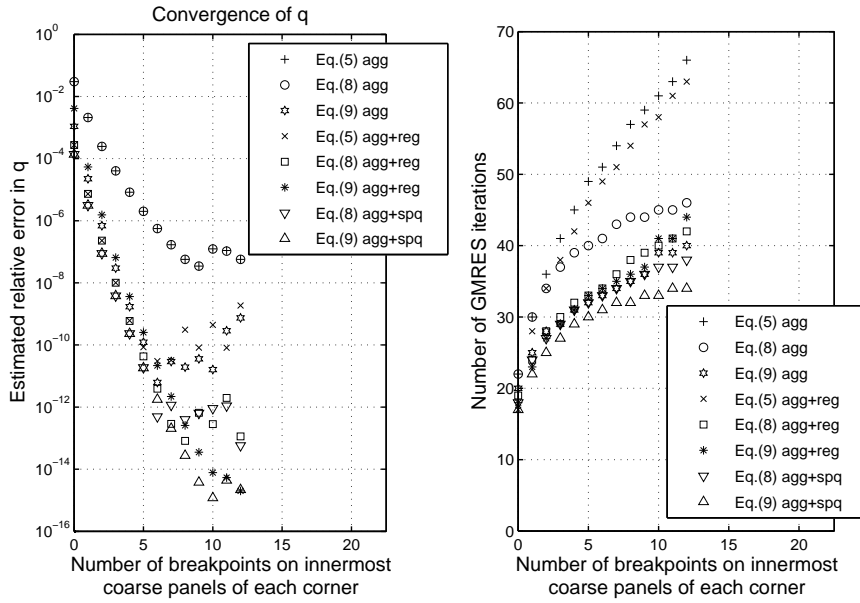 Convergence of q
10^0
10^−2
10^−4
10^−6
10^−8
10^−10
10^−12
10^−14
10^−16
Estimated relative error in q
0 5 10 15 20
Number of breakpoints on innermost
coarse panels of each corner
Eq.(5) agg
Eq.(8) agg
Eq.(9) agg
Eq.(5) agg+reg
Eq.(8) agg+reg
Eq.(9) agg+reg
Eq.(8) agg+spq
Eq.(9) agg+spq
70
60
50
40
30
20
10
0
Number of GMRES iterations
0 5 10 15 20
Number of breakpoints on innermost
coarse panels of each corner
Eq.(5) agg
Eq.(8) agg
Eq.(9) agg
Eq.(5) agg+reg
Eq.(8) agg+reg
Eq.(9) agg+reg
Eq.(8) agg+spq
Eq.(9) agg+spq